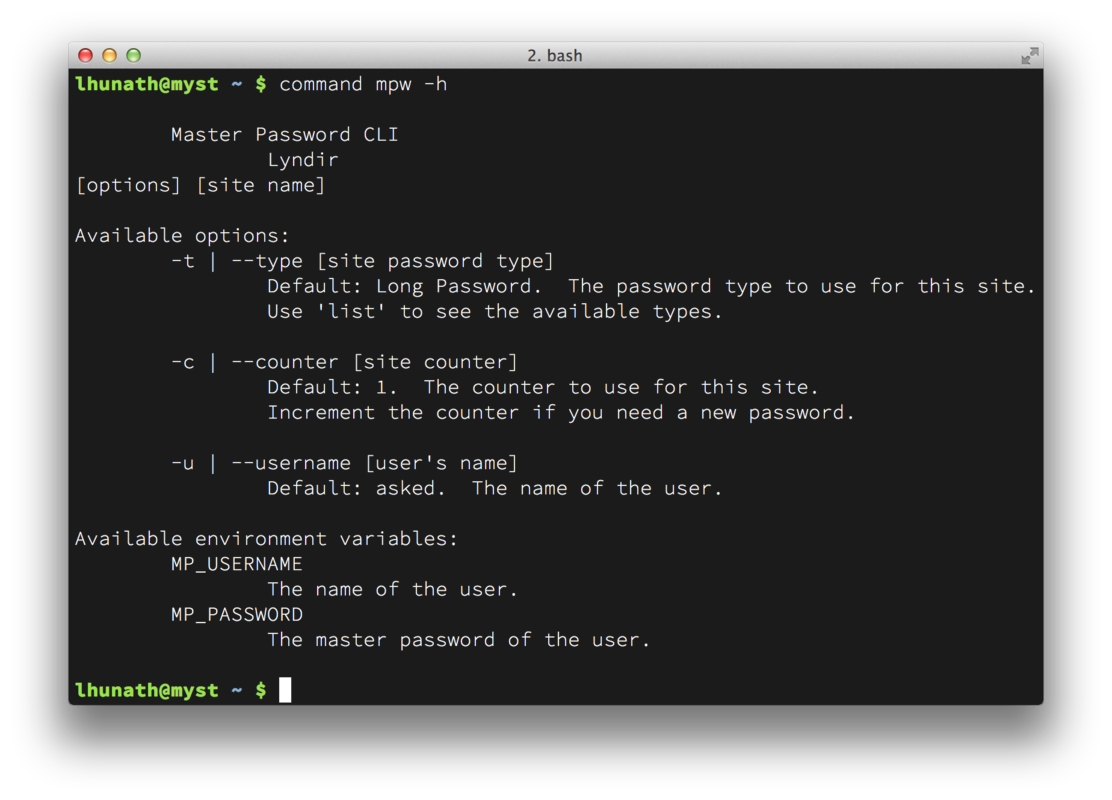 2. bash
lhunath@myst ~ $ command mpw -h
Master Password CLI
Lyndir
[options] [site name]
Available options:
-t | --type [site password type]
Default: Long Password.  The password type to use for this site.
Use 'list' to see the available types.
-c | --counter [site counter]
Default: 1.  The counter to use for this site.
Increment the counter if you need a new password.
-u | --username [user's name]
Default: asked.  The name of the user.
Available environment variables:
MP_USERNAME
The name of the user.
MP_PASSWORD
The master password of the user.
lhunath@myst ~ $